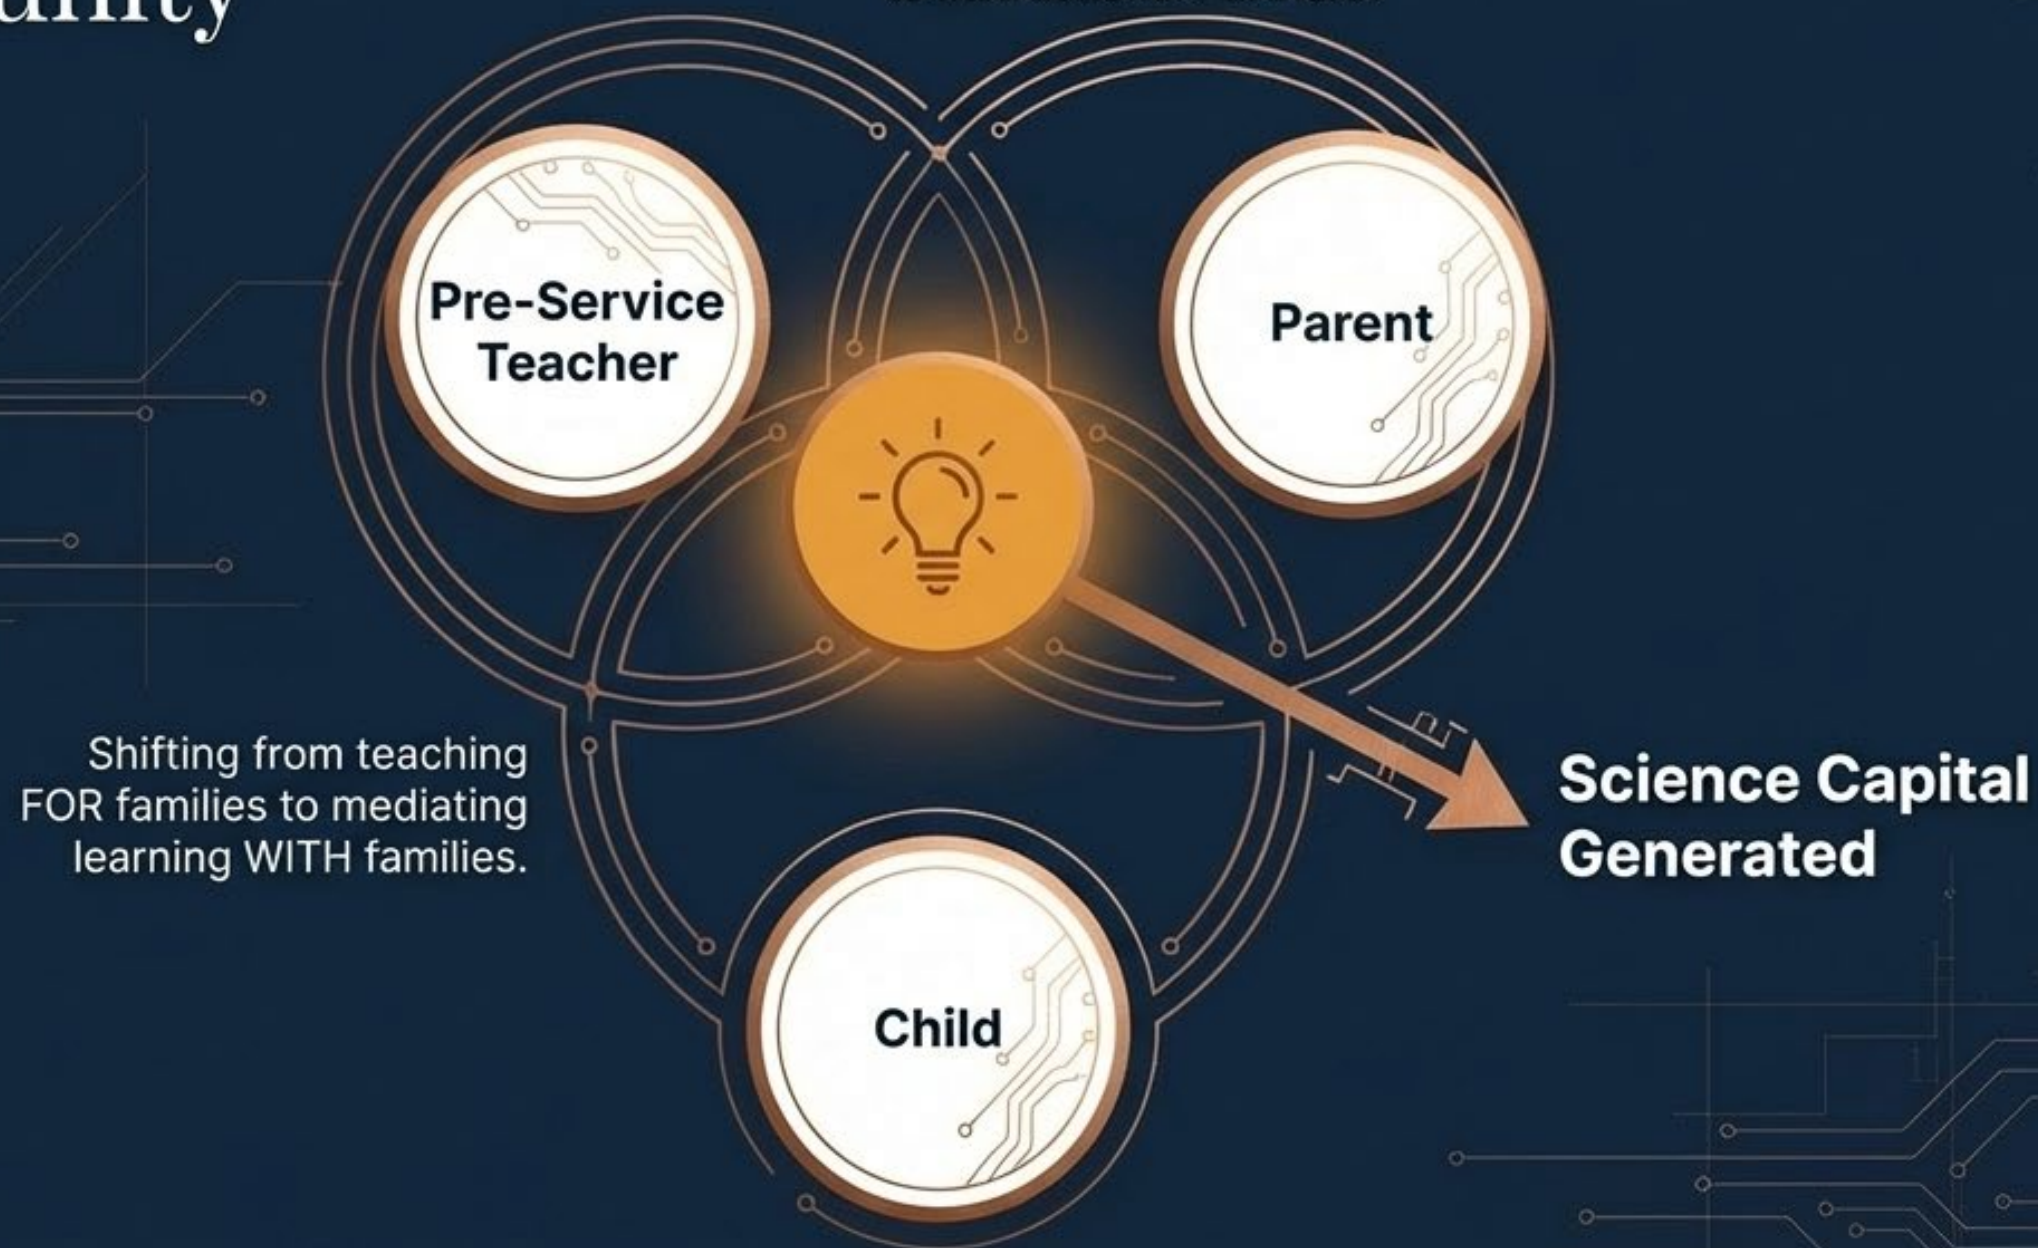 Pre-Service
Teacher
Parent
Shifting from teaching
FOR families to mediating
learning WITH families.
Science Capital
Generated
Child